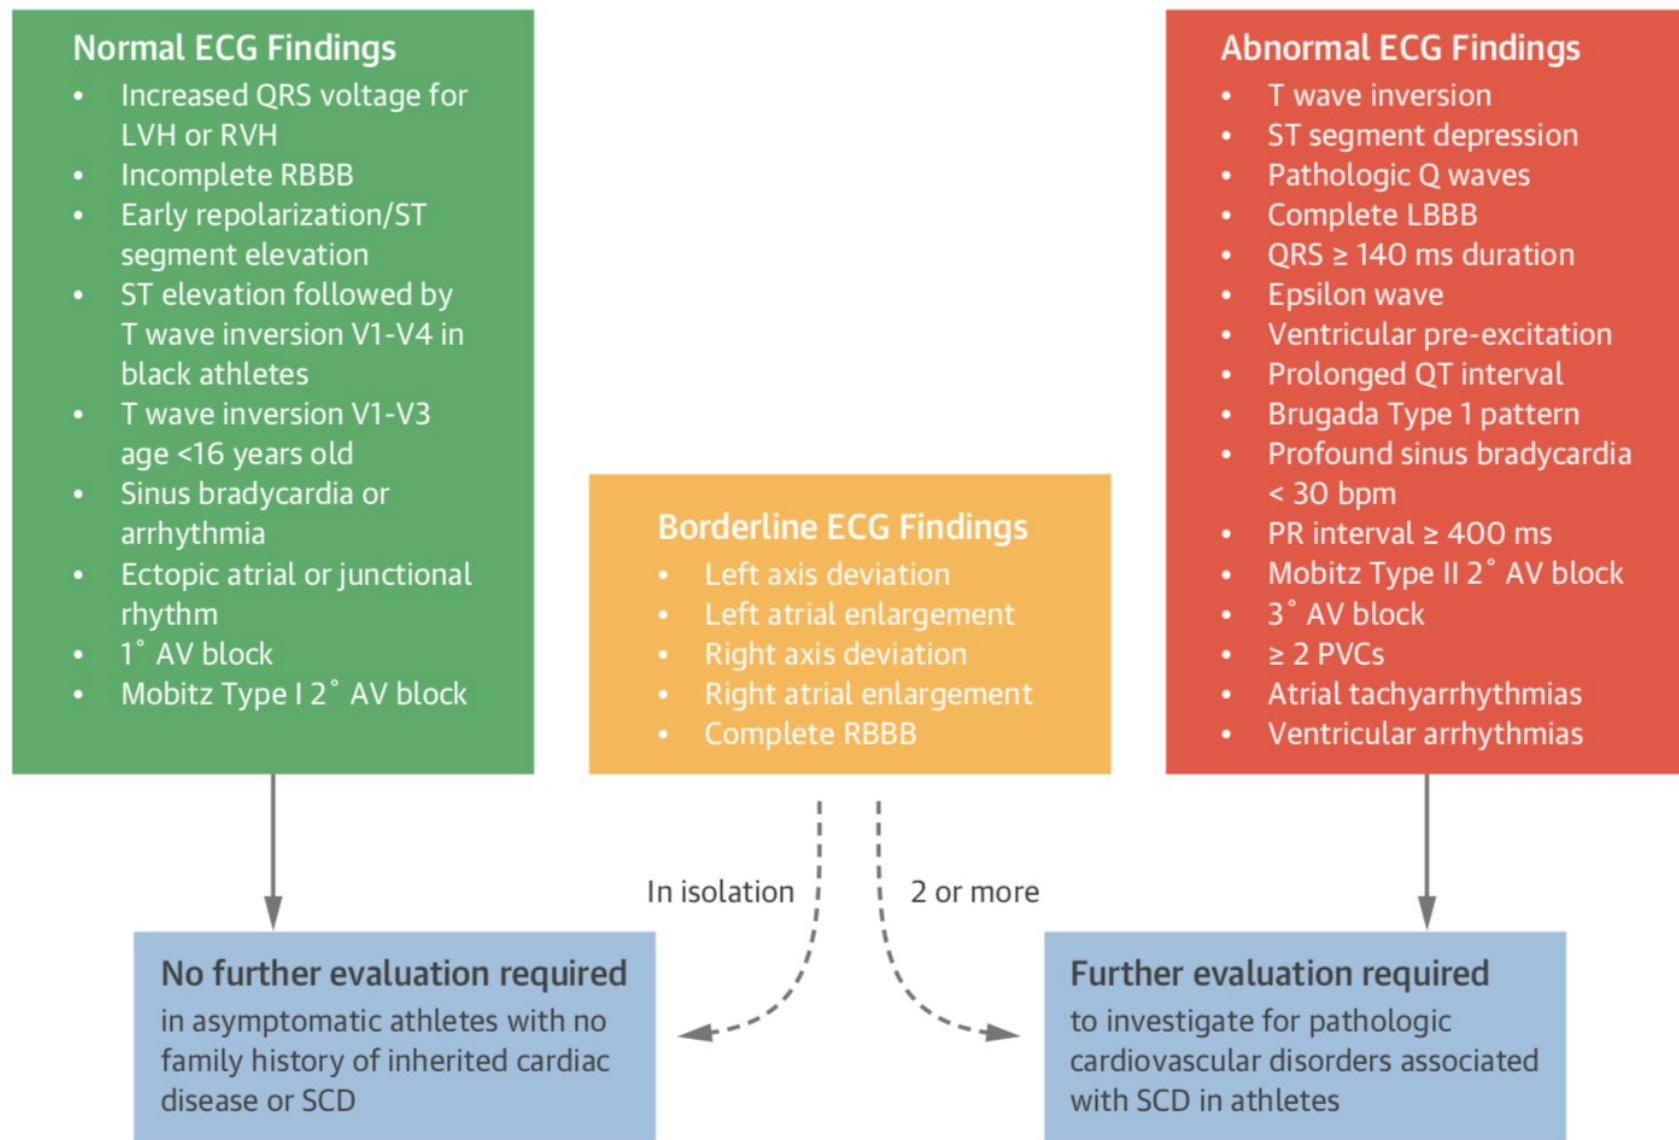 Normal ECG Findings
• Increased QRS voltage for
LVH or RVH
• Incomplete RBBB
• Early repolarization/ST
segment elevation
• ST elevation followed by
T wave inversion V1-V4 in
black athletes
• T wave inversion V1-V3
age <16 years old
• Sinus bradycardia or
arrhythmia
• Ectopic atrial or junctional
rhythm
• 1° AV block
• Mobitz Type I 2° AV block
Borderline ECG Findings
• Left axis deviation
• Left atrial enlargement
• Right axis deviation
• Right atrial enlargement
• Complete RBBB
Abnormal ECG Findings
• T wave inversion
• ST segment depression
• Pathologic Q waves
• Complete LBBB
• QRS ≥ 140 ms duration
• Epsilon wave
• Ventricular pre-excitation
• Prolonged QT interval
• Brugada Type 1 pattern
• Profound sinus bradycardia
< 30 bpm
• PR interval ≥ 400 ms
• Mobitz Type II 2° AV block
• 3° AV block
• ≥ 2 PVCs
• Atrial tachyarrhythmias
• Ventricular arrhythmias
In isolation
2 or more
No further evaluation required
in asymptomatic athletes with no
family history of inherited cardiac
disease or SCD
Further evaluation required
to investigate for pathologic
cardiovascular disorders associated
with SCD in athletes